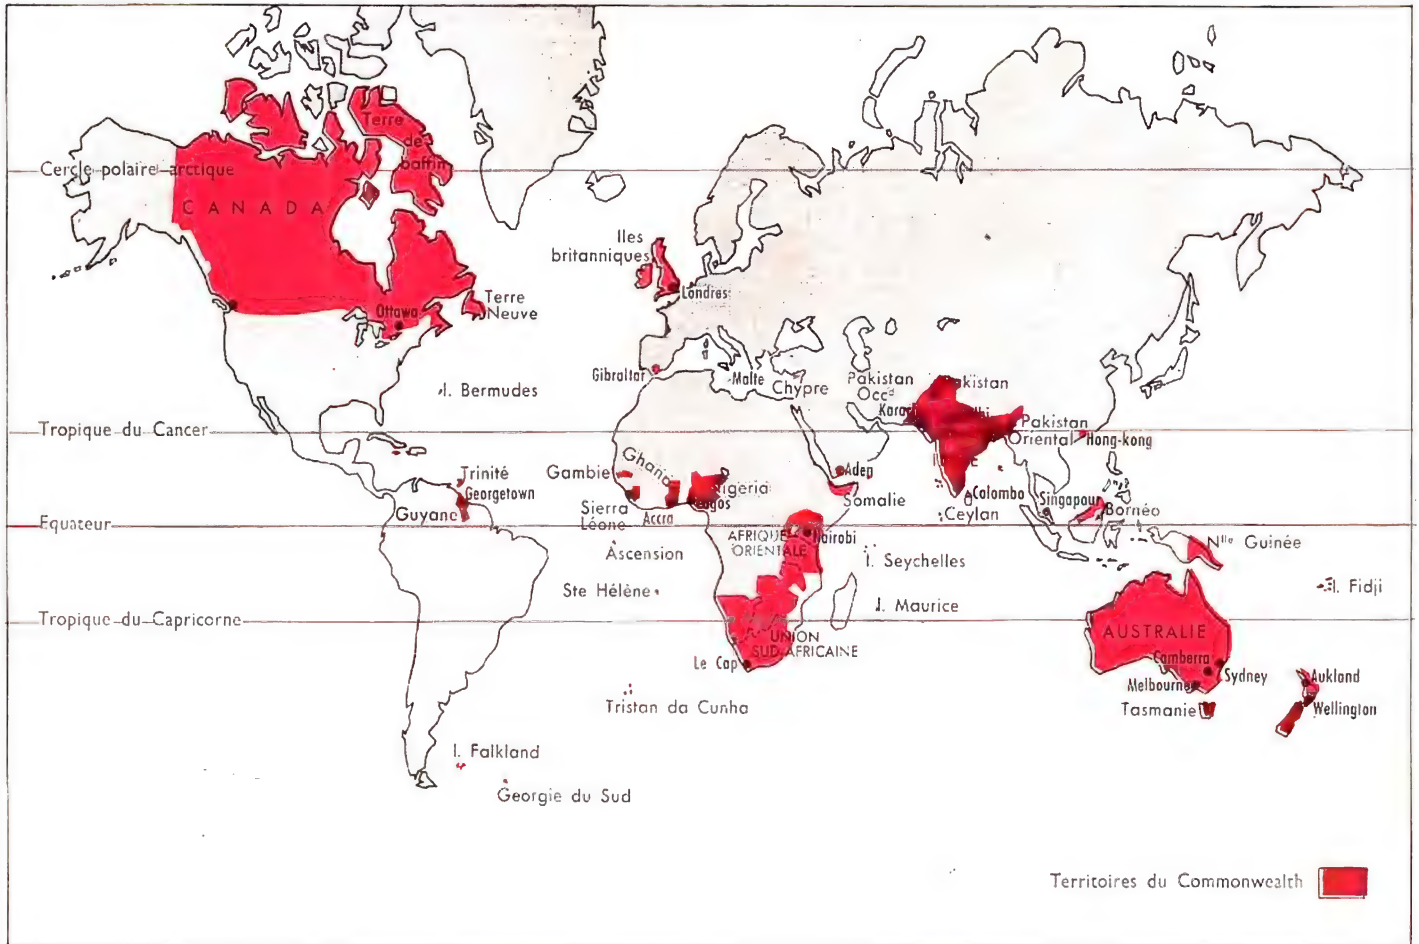 Terre
de
baffin
Cercle polaire arctique
CANADA
Iles
britanniques
Londres
Terre
Neuve
Ottawa
Gibraltar
Malte
Chypre
Pakistan
Occ
I. Bermudes
Pakistan
Oriental
Hong-kong
Tropique du Cancer
Trinité
Georgetown
Guyane
Gambie
Ghana
Nigeria
Lagos
Sierra
Léone
Accra
Aden
Somalie
Colombo
Ceylan
Singapour
Bornéo
Equateur
AFRIQUE
ORIENTALE
Nairobi
Ascension
I. Seychelles
Nlle Guinée
Ste Hélène
I. Maurice
I. Fidji
Tropique du Capricorne
UNION
SUD-AFRICAINE
Le Cap
AUSTRALIE
Camberra
Sydney
Melbourne
Tasmanie
Aukland
Wellington
Tristan da Cunha
I. Falkland
Georgie du Sud
Territoires du Commonwealth